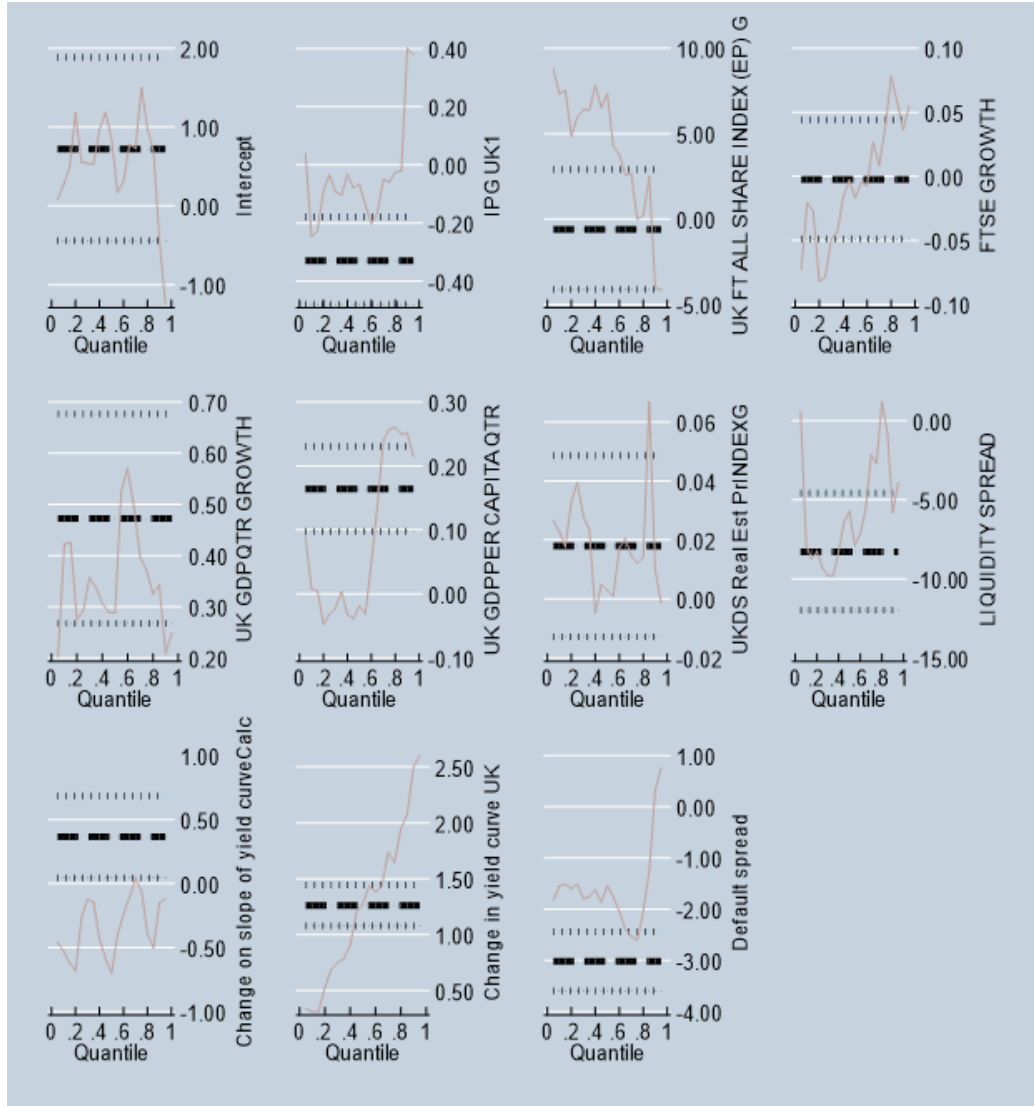 2.00
1.00
0.00
-1.00
Intercept
0 .2 .4 .6 .8 1
Quantile
0.40
0.20
0.00
-0.20
-0.40
IPG UK1
0 .2 .4 .6 .8 1
Quantile
10.00
5.00
0.00
-5.00
UK FT ALL SHARE INDEX (EP) G
0 .2 .4 .6 .8 1
Quantile
0.10
0.05
0.00
-0.05
-0.10
FTSE GROWTH
0 .2 .4 .6 .8 1
Quantile
0.70
0.60
0.50
0.40
0.30
0.20
UK GDPQTR GROWTH
0 .2 .4 .6 .8 1
Quantile
0.30
0.20
0.10
0.00
-0.10
UK GDPPER CAPITA QTR
0 .2 .4 .6 .8 1
Quantile
0.06
0.04
0.02
0.00
-0.02
UKDS Real Est PrINDEXG
0 .2 .4 .6 .8 1
Quantile
0.00
-5.00
-10.00
-15.00
LIQUIDITY SPREAD
0 .2 .4 .6 .8 1
Quantile
1.00
0.50
0.00
-0.50
-1.00
Change on slope of yield curveCalc
0 .2 .4 .6 .8 1
Quantile
2.50
2.00
1.50
1.00
0.50
Change in yield curve UK
0 .2 .4 .6 .8 1
Quantile
1.00
0.00
-1.00
-2.00
-3.00
-4.00
Default spread
0 .2 .4 .6 .8 1
Quantile